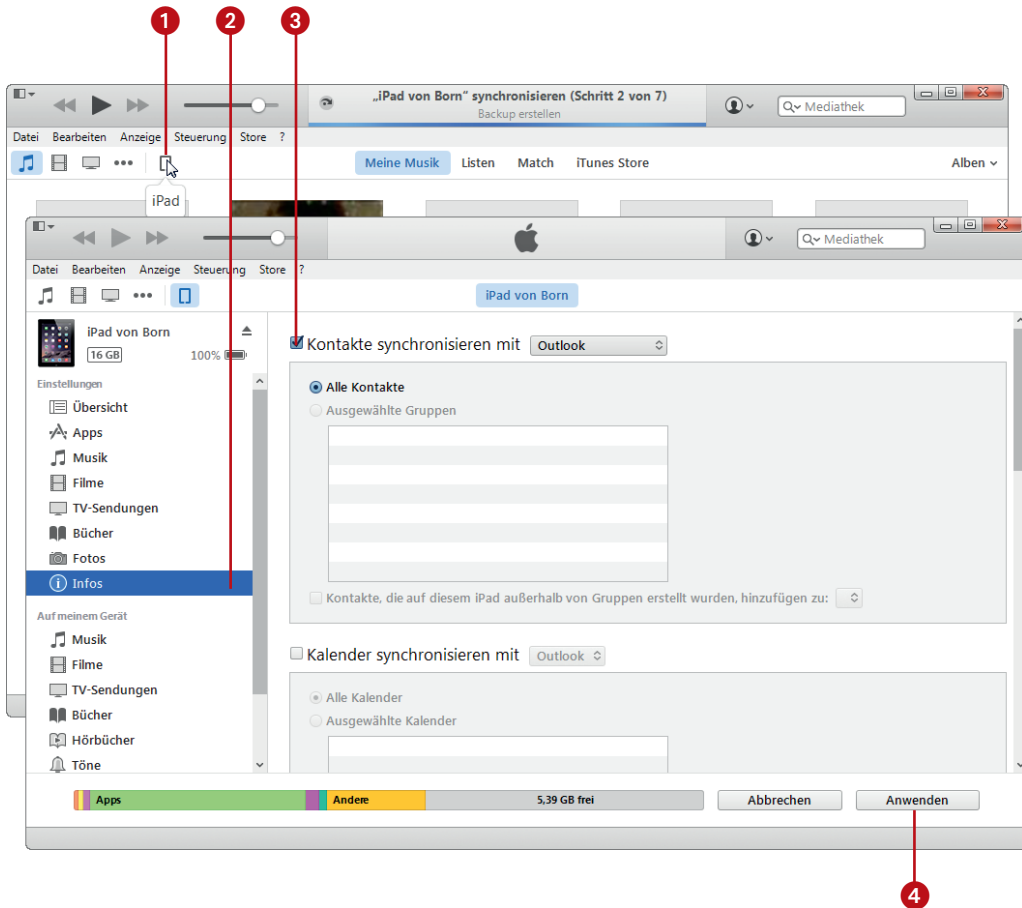 1 2 3
„iPad von Born“ synchronisieren (Schritt 2 von 7)
Backup erstellen
Mediathek
Datei Bearbeiten Anzeige Steuerung Store ?
Meine Musik Listen Match iTunes Store Alben
iPad
Mediathek
Datei Bearbeiten Anzeige Steuerung Store ?
iPad von Born
iPad von Born
16 GB 100%
Kontakte synchronisieren mit Outlook
Einstellungen
Alle Kontakte
Übersicht
Ausgewählte Gruppen
Apps
Musik
Filme
TV-Sendungen
Bücher
Fotos
Infos
Kontakte, die auf diesem iPad außerhalb von Gruppen erstellt wurden, hinzufügen zu:
Auf meinem Gerät
Musik
Kalender synchronisieren mit Outlook
Filme
TV-Sendungen
Alle Kalender
Bücher
Ausgewählte Kalender
Hörbücher
Töne
Apps Andere 5,39 GB frei Abbrechen Anwenden
4